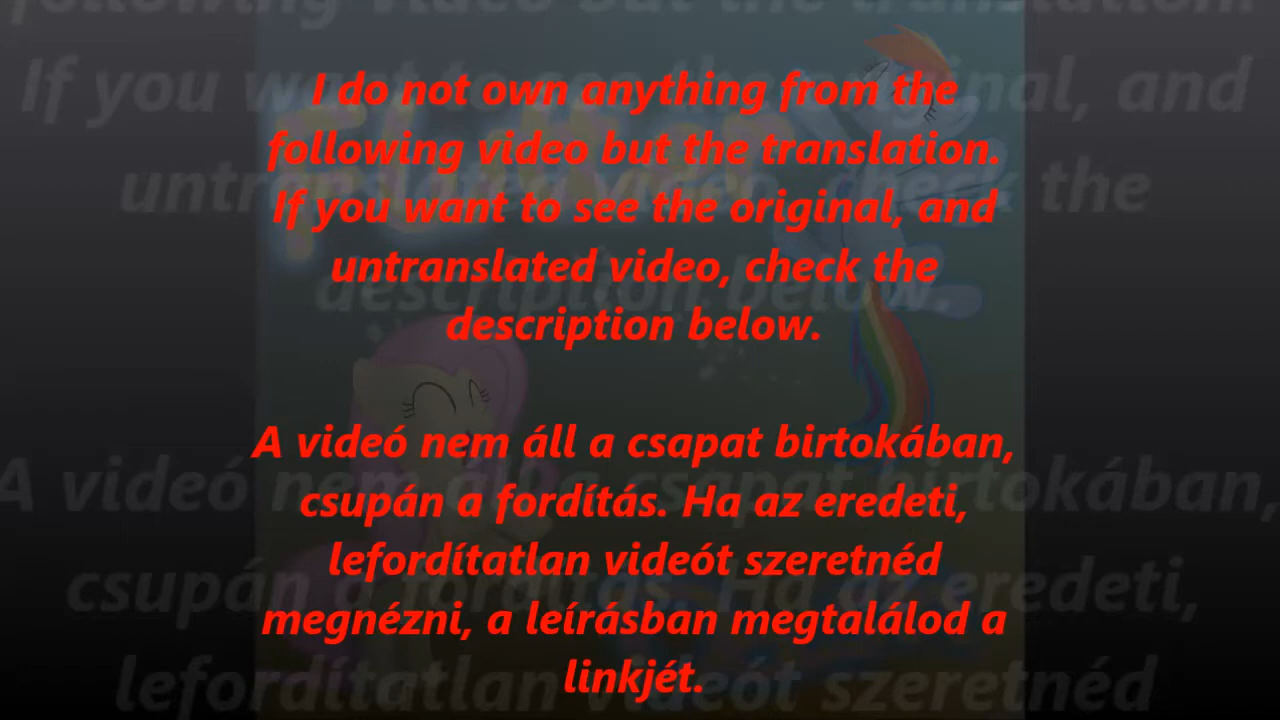 I do not own anything from the
following video but the translation.
If you want to see the original, and
untranslated video, check the
description below.
A videó nem áll a csapat birtokában,
csupán a fordítás. Ha az eredeti,
lefordítatlan videót szeretnéd
megnézni, a leírásban megtalálod a
linkjét.